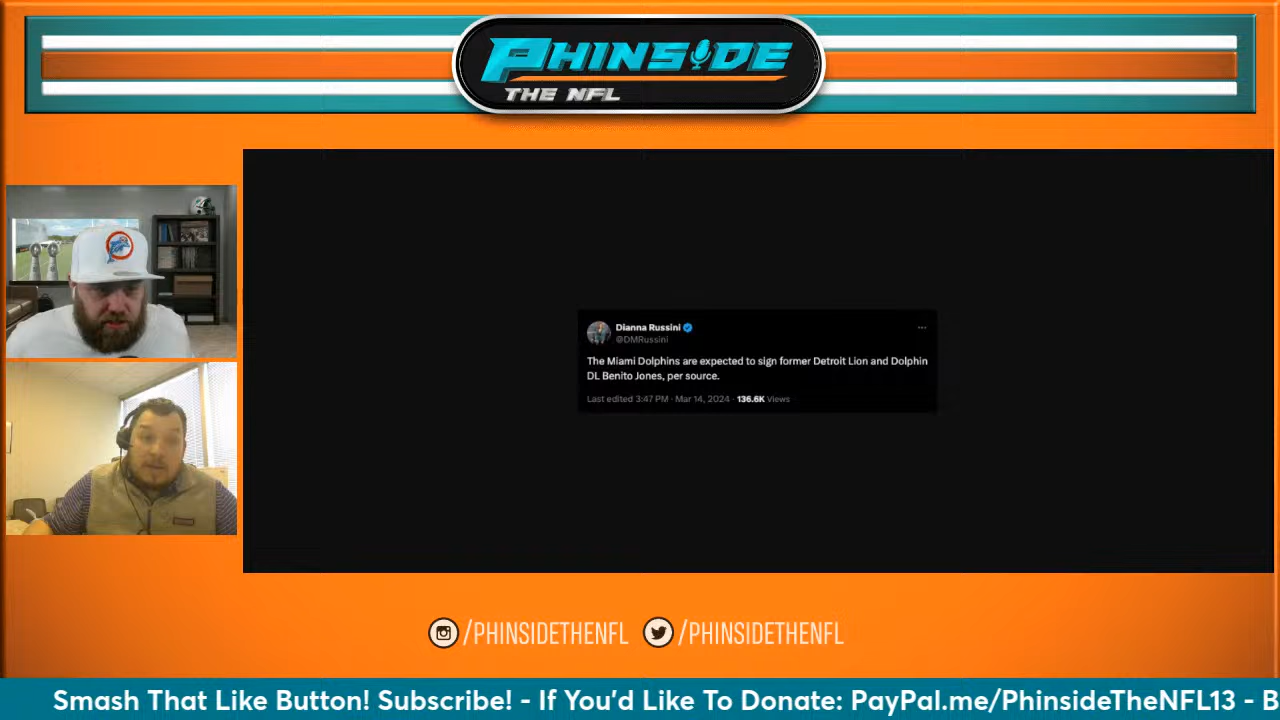 PHINSIDE
THE NFL
Dianna Russini
@DMRussini
The Miami Dolphins are expected to sign former Detroit Lion and Dolphin
DL Benito Jones, per source.
Last edited 3:47 PM · Mar 14, 2024 · 136.6K Views
/PHINSIDETHENFL /PHINSIDETHENFL
Smash That Like Button! Subscribe! - If You'd Like To Donate: PayPal.me/PhinsideTheNFL13 - B